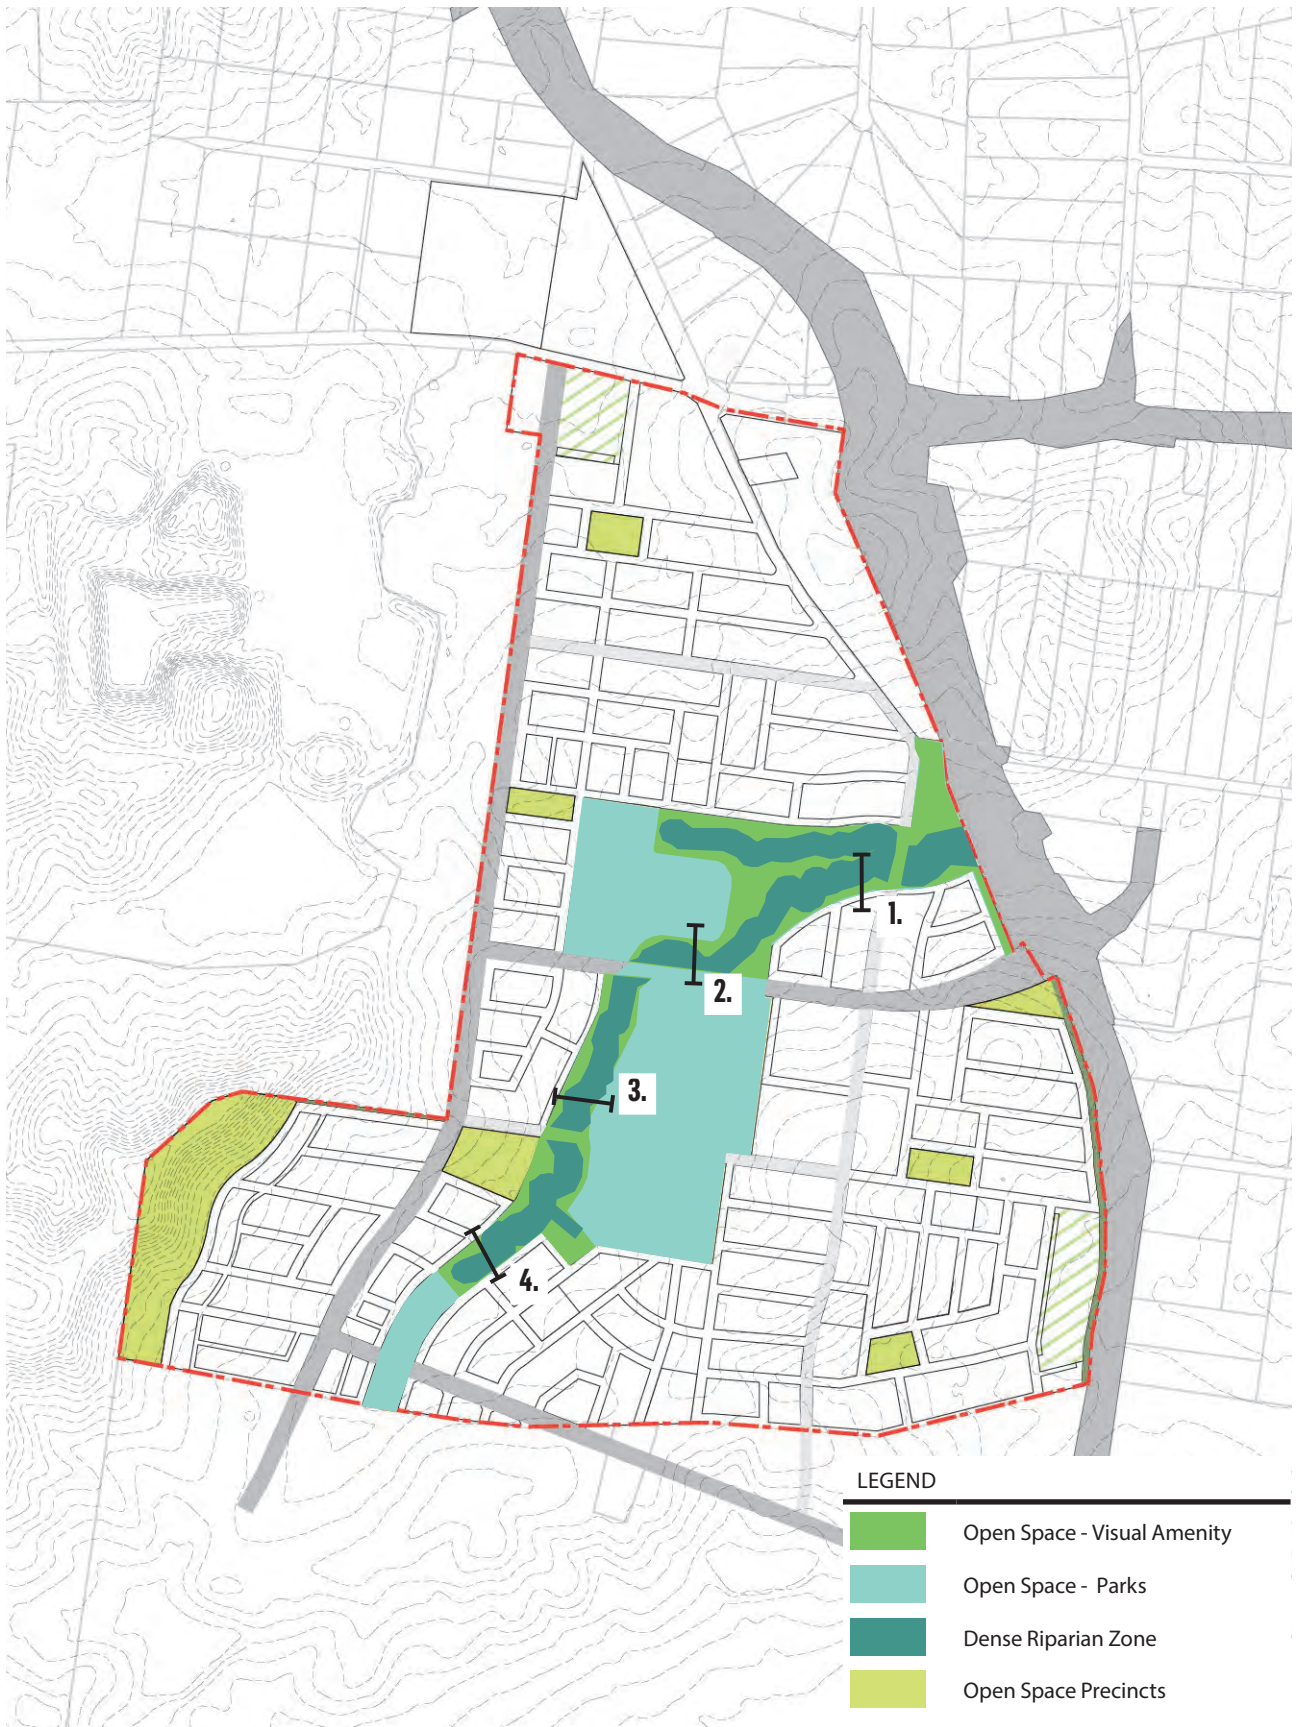 1.
2.
3.
4.
LEGEND
Open Space - Visual Amenity
Open Space - Parks
Dense Riparian Zone
Open Space Precincts